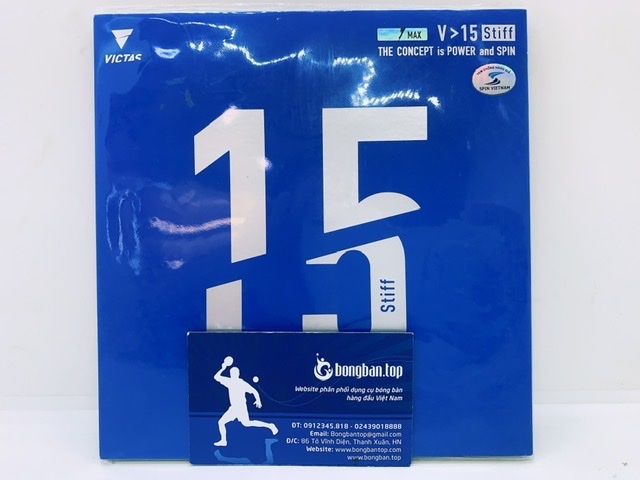 VICTAS
MAX
V>15 Stiff
THE CONCEPT is POWER and SPIN
SPIN VIETNAM
15
Stiff
bongban.top
Website phân phối dụng cụ bóng bàn
hàng đầu Việt Nam
ĐT: 0912345.818 - 02439018888
Email: Bongbantop@gmail.com
Đ/C: 86 Tô Vĩnh Diện, Thanh Xuân, HN
Website: www.bongban.top
www.bongban.top